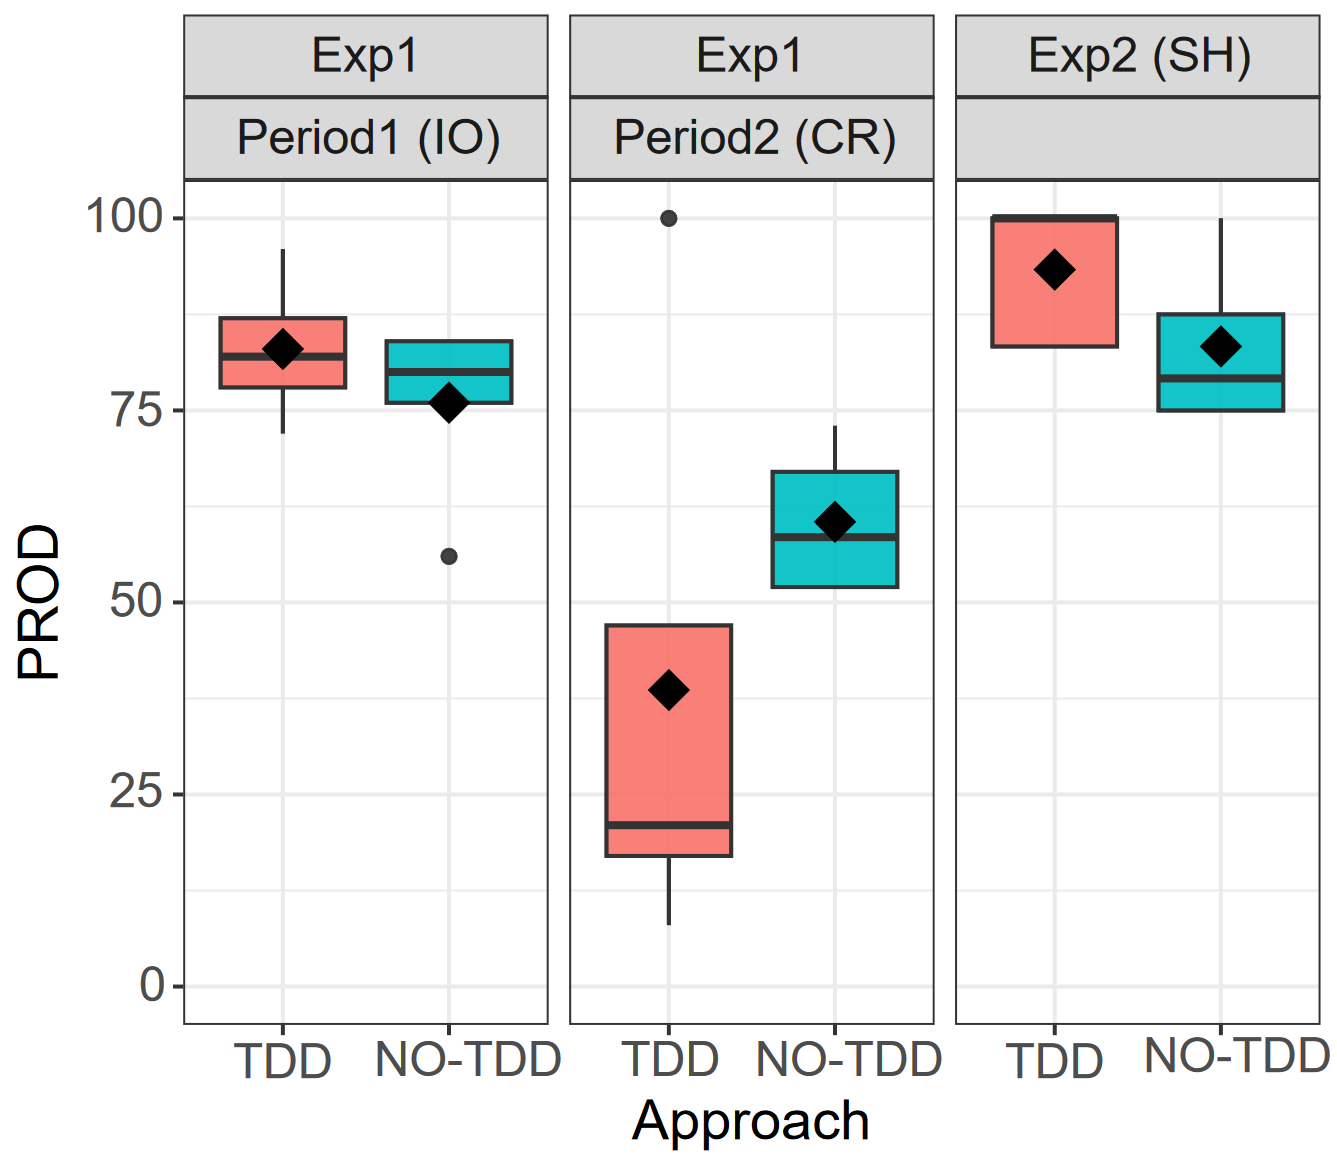 Exp1 Exp1 Exp2 (SH)
Period1 (IO) Period2 (CR)
100
75
50
25
0
PROD
TDD NO-TDD TDD NO-TDD TDD NO-TDD
Approach